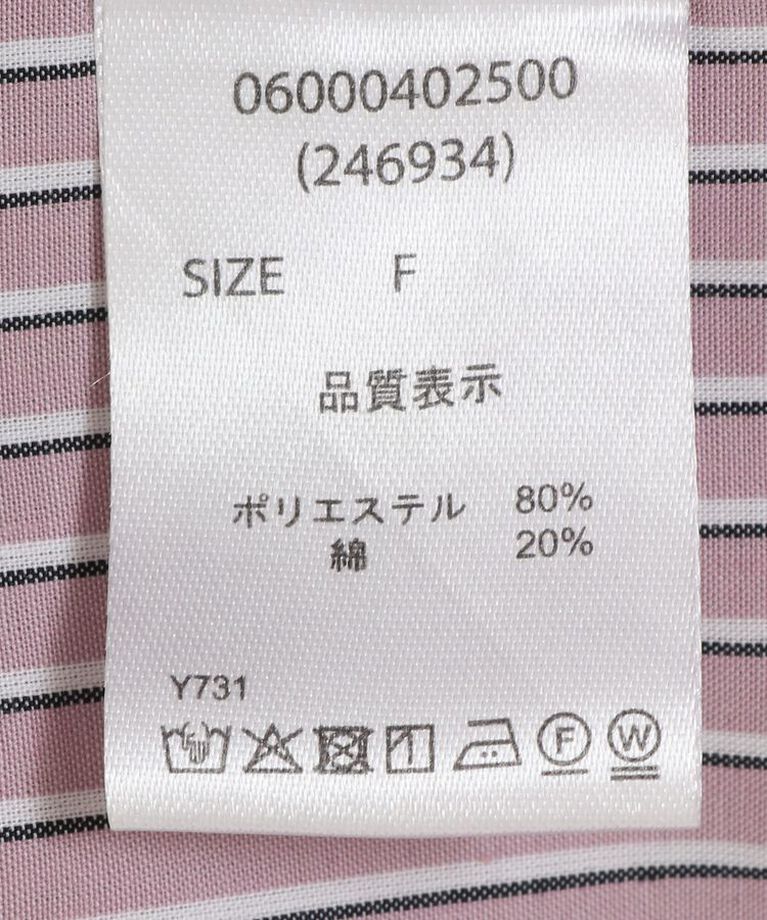 06000402500
(246934)
SIZE F
品質表示
ポリエステル 80%
綿 20%
Y731
F W